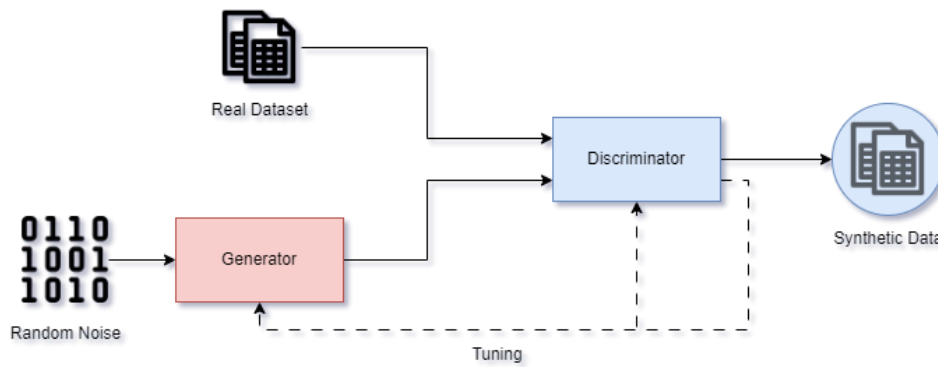 Real Dataset
Discriminator
Synthetic Data
0110
1001
1010
Generator
Random Noise
Tuning